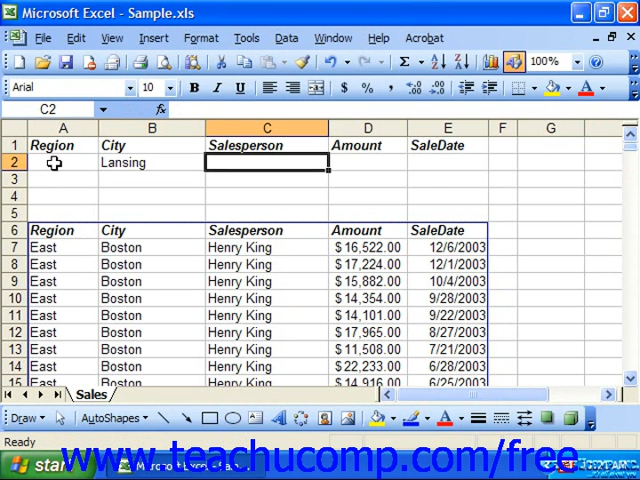 Microsoft Excel - Sample.xls
File Edit View Insert Format Tools Data Window Help Acrobat
100%
Arial 10 B I U $ % ,
C2 fx
A B C D E F G
1 Region City Salesperson Amount SaleDate
2 Lansing
3
4
5
6 Region City Salesperson Amount SaleDate
7 East Boston Henry King $16,522.00 12/6/2003
8 East Boston Henry King $17,224.00 12/1/2003
9 East Boston Henry King $15,882.00 10/4/2003
10 East Boston Henry King $14,354.00 9/28/2003
11 East Boston Henry King $14,101.00 9/22/2003
12 East Boston Henry King $17,965.00 8/27/2003
13 East Boston Henry King $11,508.00 7/21/2003
14 East Boston Henry King $22,233.00 6/28/2003
15 East Boston Henry King $14,916.00 6/25/2003
Sales
Draw AutoShapes
Ready
www.teachucomp.com/free
start Microsoft Excel - Sa...